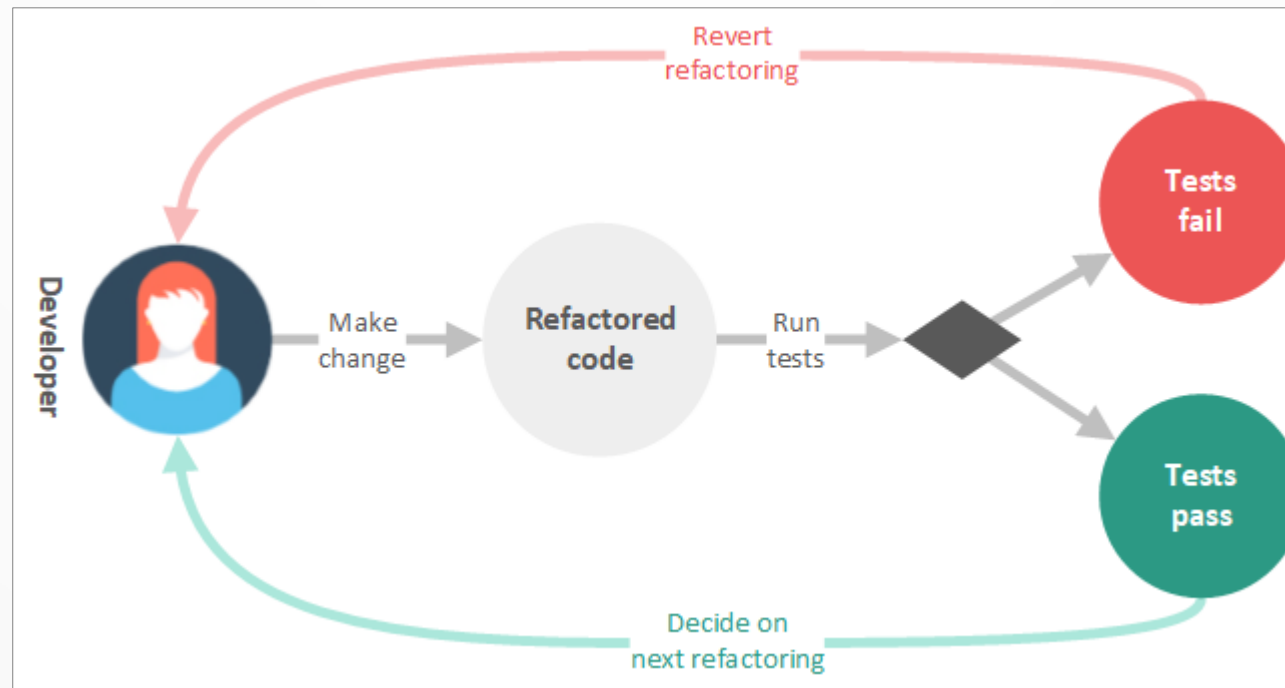 Revert
refactoring
Tests
fail
Developer
Make
change
Refactored
code
Run
tests
Tests
pass
Decide on
next refactoring